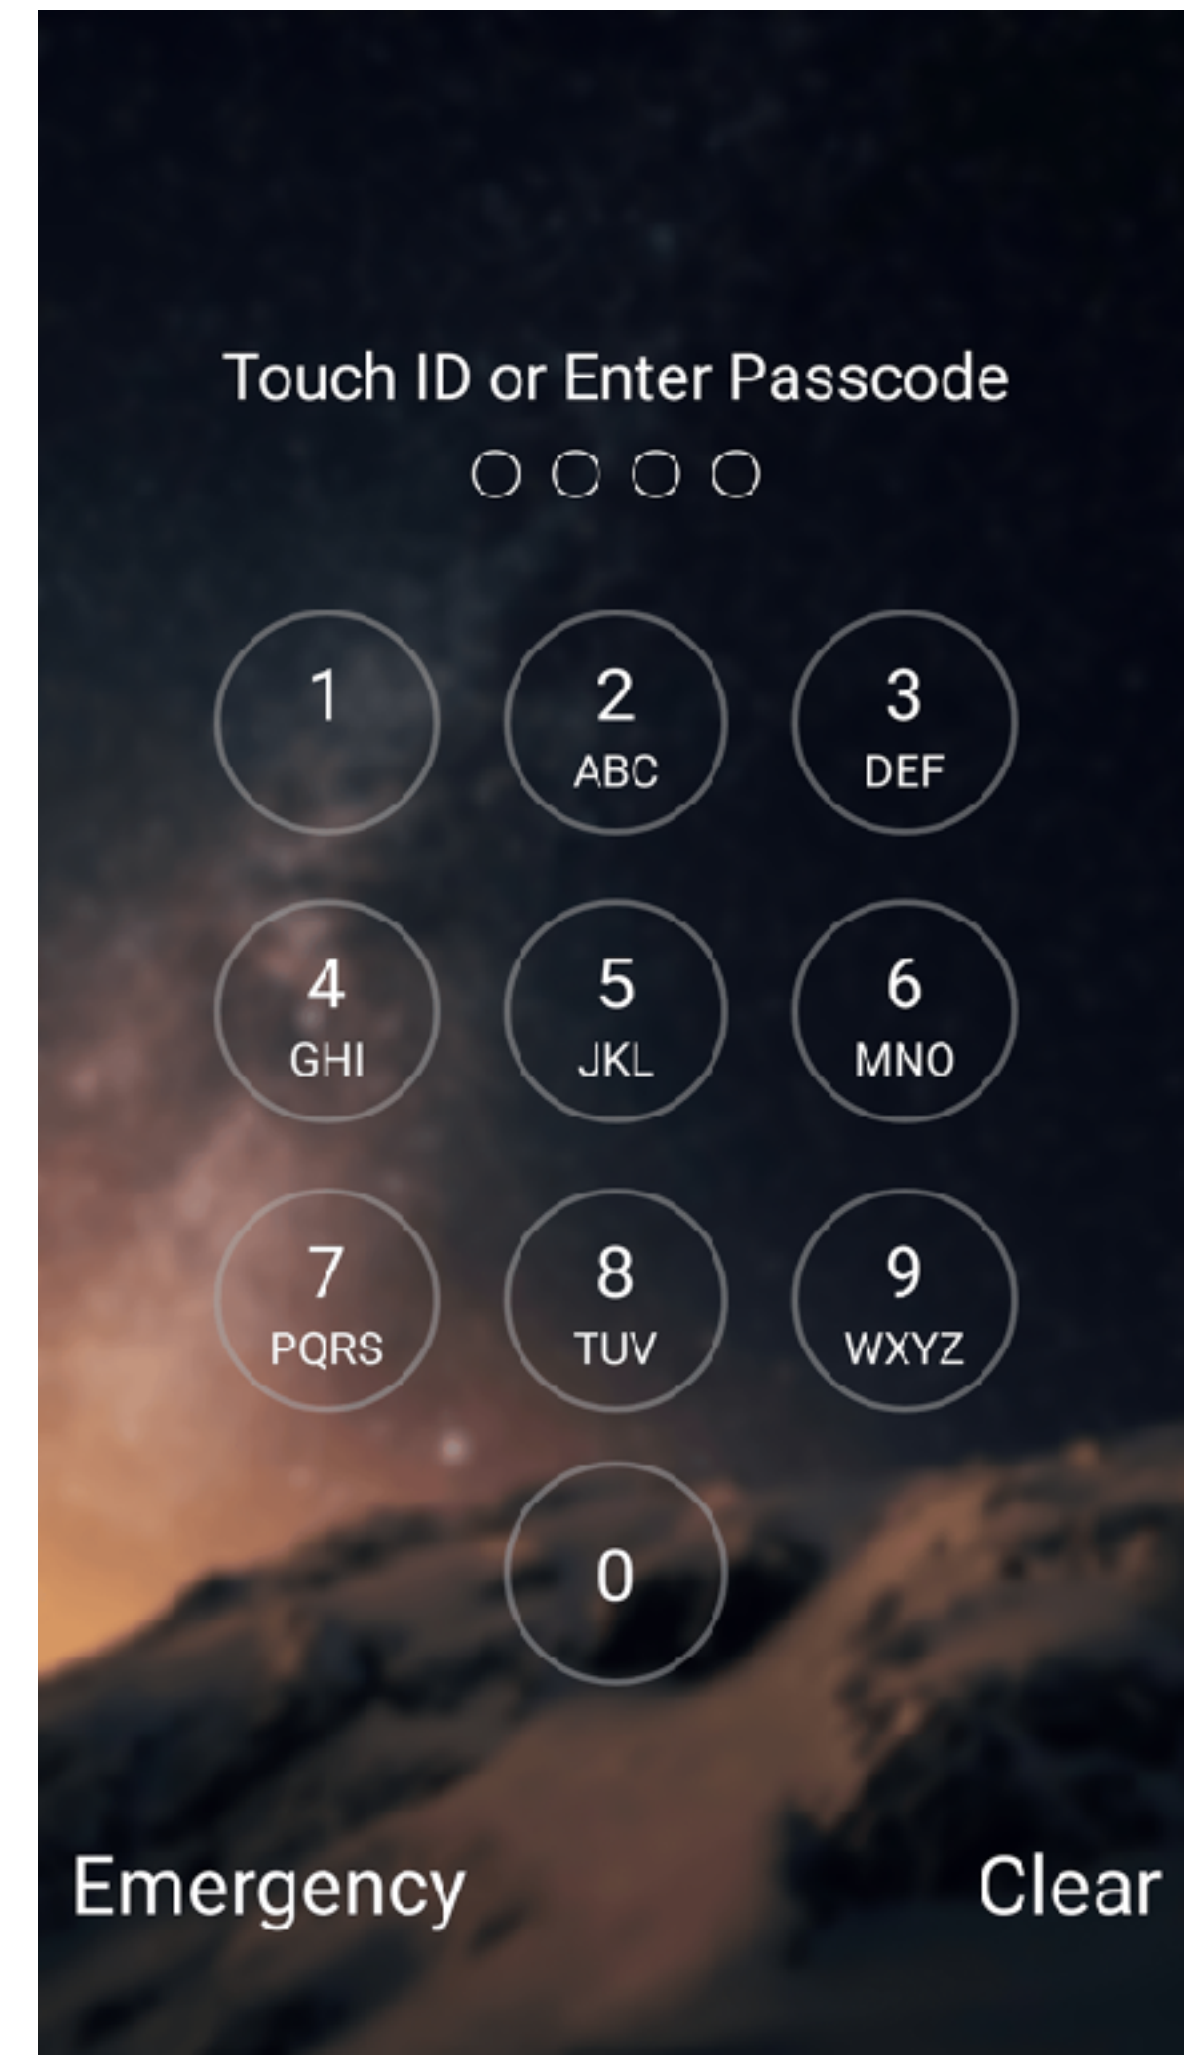 Touch ID or Enter Passcode
1 2 3
ABC DEF
4 5 6
GHI JKL MNO
7 8 9
PQRS TUV WXYZ
0
Emergency Clear